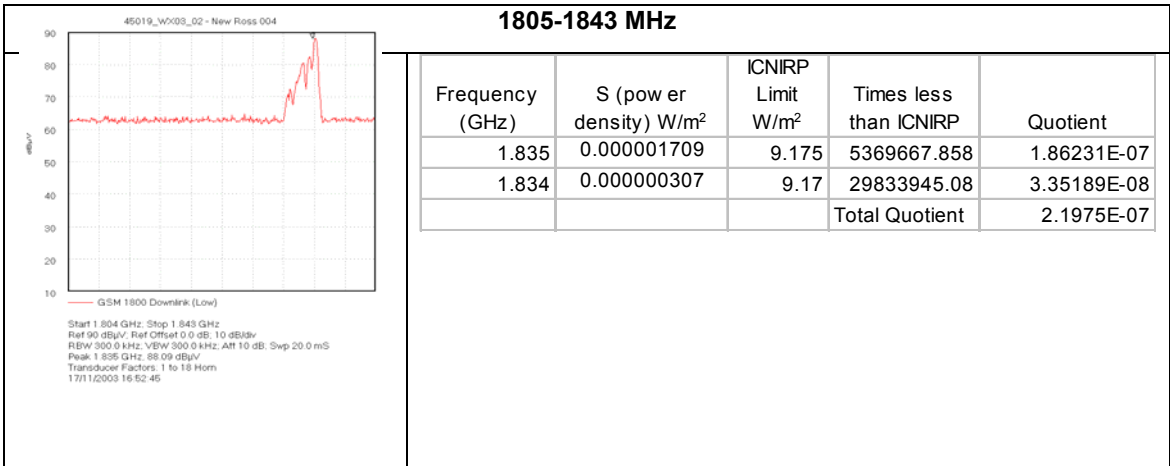 1805-1843 MHz
45019_WX03_02 - New Ross 004
90
80
70
60
50
40
30
20
10
dBµV
GSM 1800 Downlink (Low)
Start 1.804 GHz; Stop 1.843 GHz
Ref 90 dBµV; Ref Offset 0.0 dB; 10 dB/div
RBW 300.0 kHz; VBW 300.0 kHz; Att 10 dB; Swp 20.0 mS
Peak 1.835 GHz, 88.09 dBµV
Transducer Factors. 1 to 18 Horn
17/11/2003 16:52:45
Frequency (GHz) S (pow er density) W/m² ICNIRP Limit W/m² Times less than ICNIRP Quotient
1.835 0.000001709 9.175 5369667.858 1.86231E-07
1.834 0.000000307 9.17 29833945.08 3.35189E-08
Total Quotient 2.1975E-07